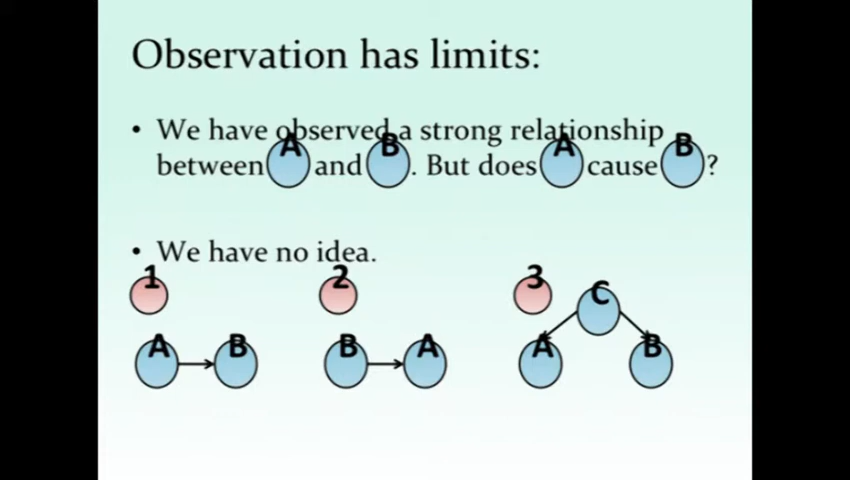 Observation has limits:
• We have observed a strong relationship
between A and B. But does A cause B?
• We have no idea.
1 2 3 C
A B B A A B